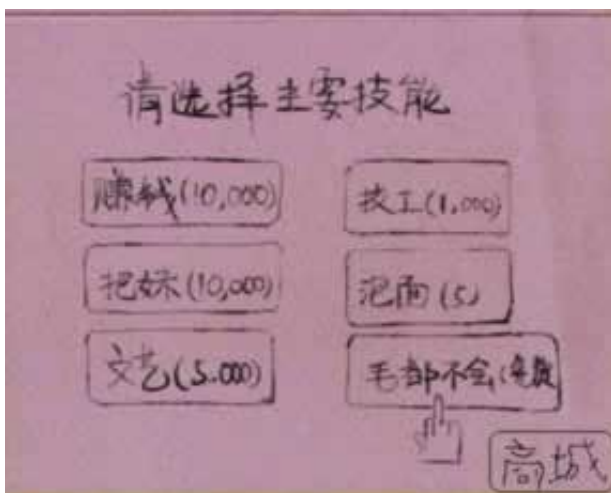 请选择主要技能
赚钱(10,000)
技工(1,000)
把妹(10,000)
泡面(5)
文艺(5.000)
毛都不会(免费
商城